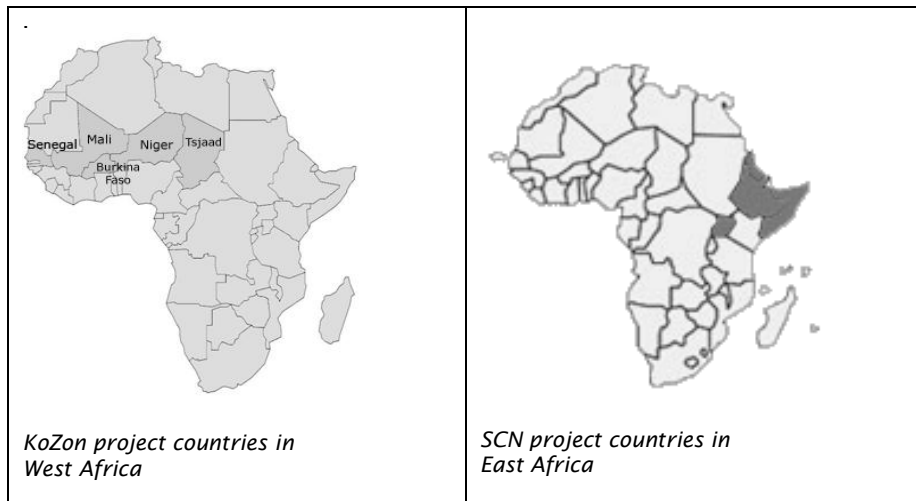 .
Senegal
Mali
Niger
Tsjaad
Burkina
Faso
KoZon project countries in
West Africa
SCN project countries in
East Africa